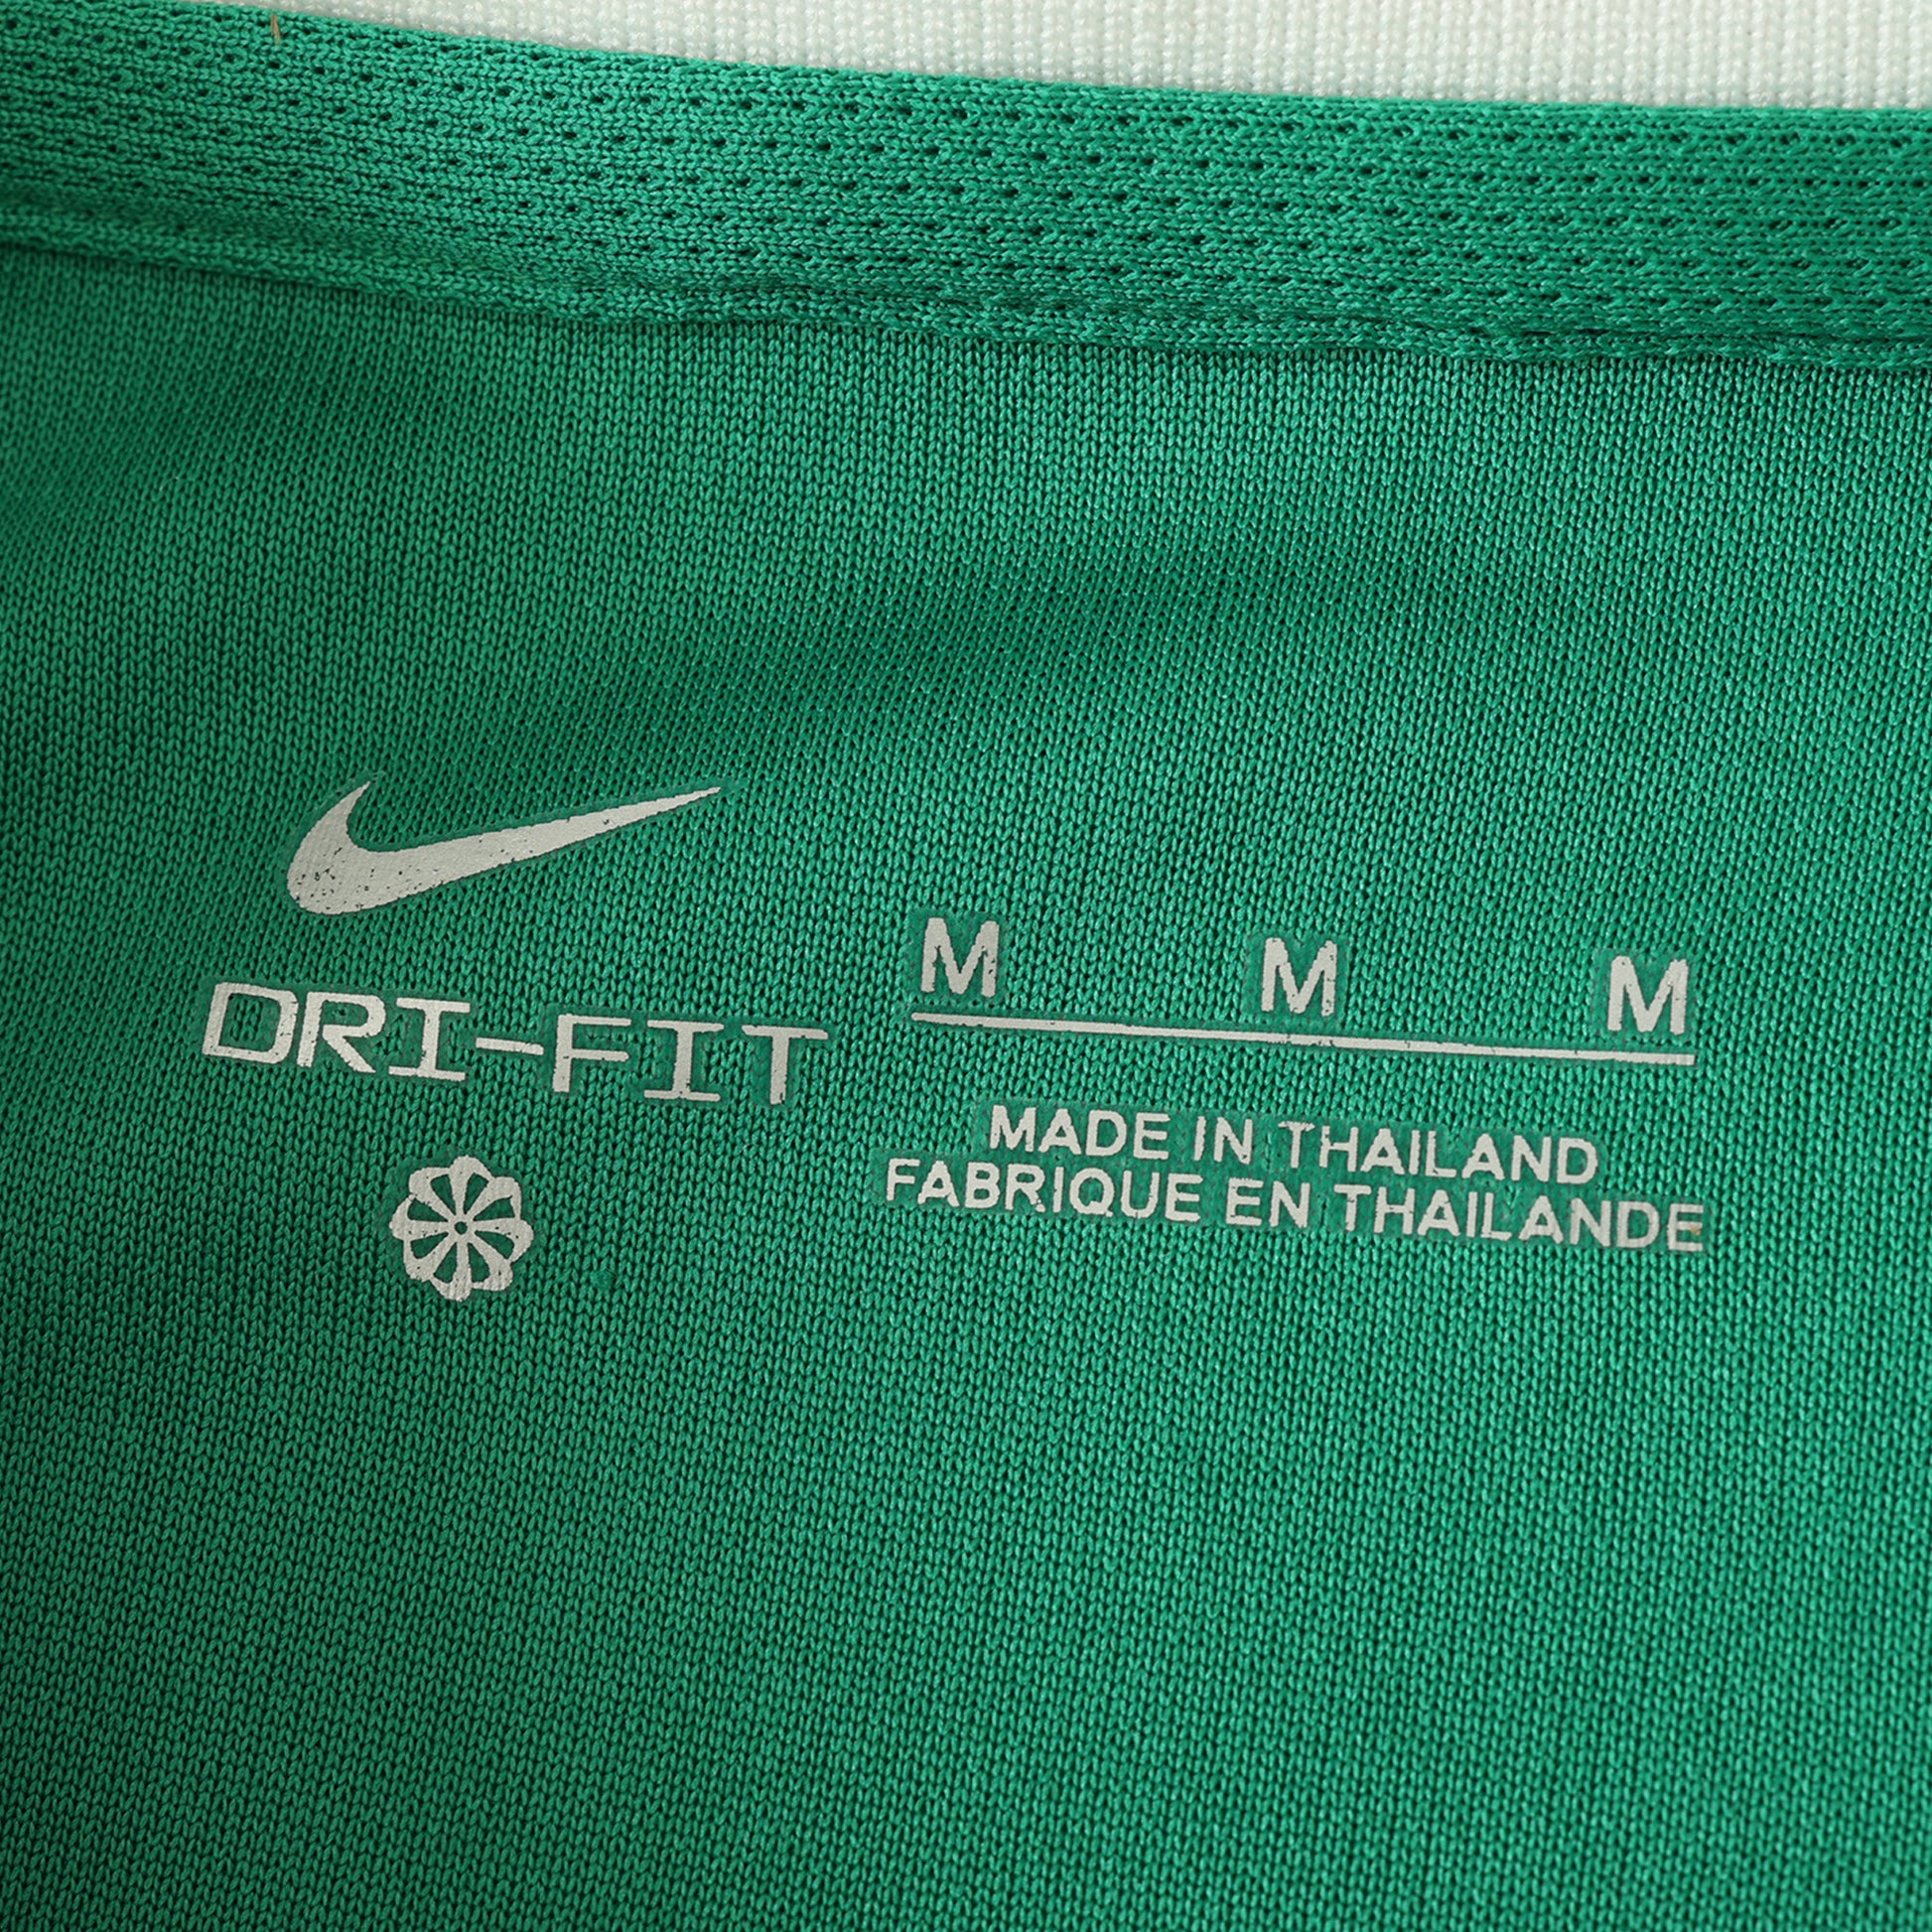 DRI-FIT
M M M
MADE IN THAILAND
FABRIQUE EN THAILANDE